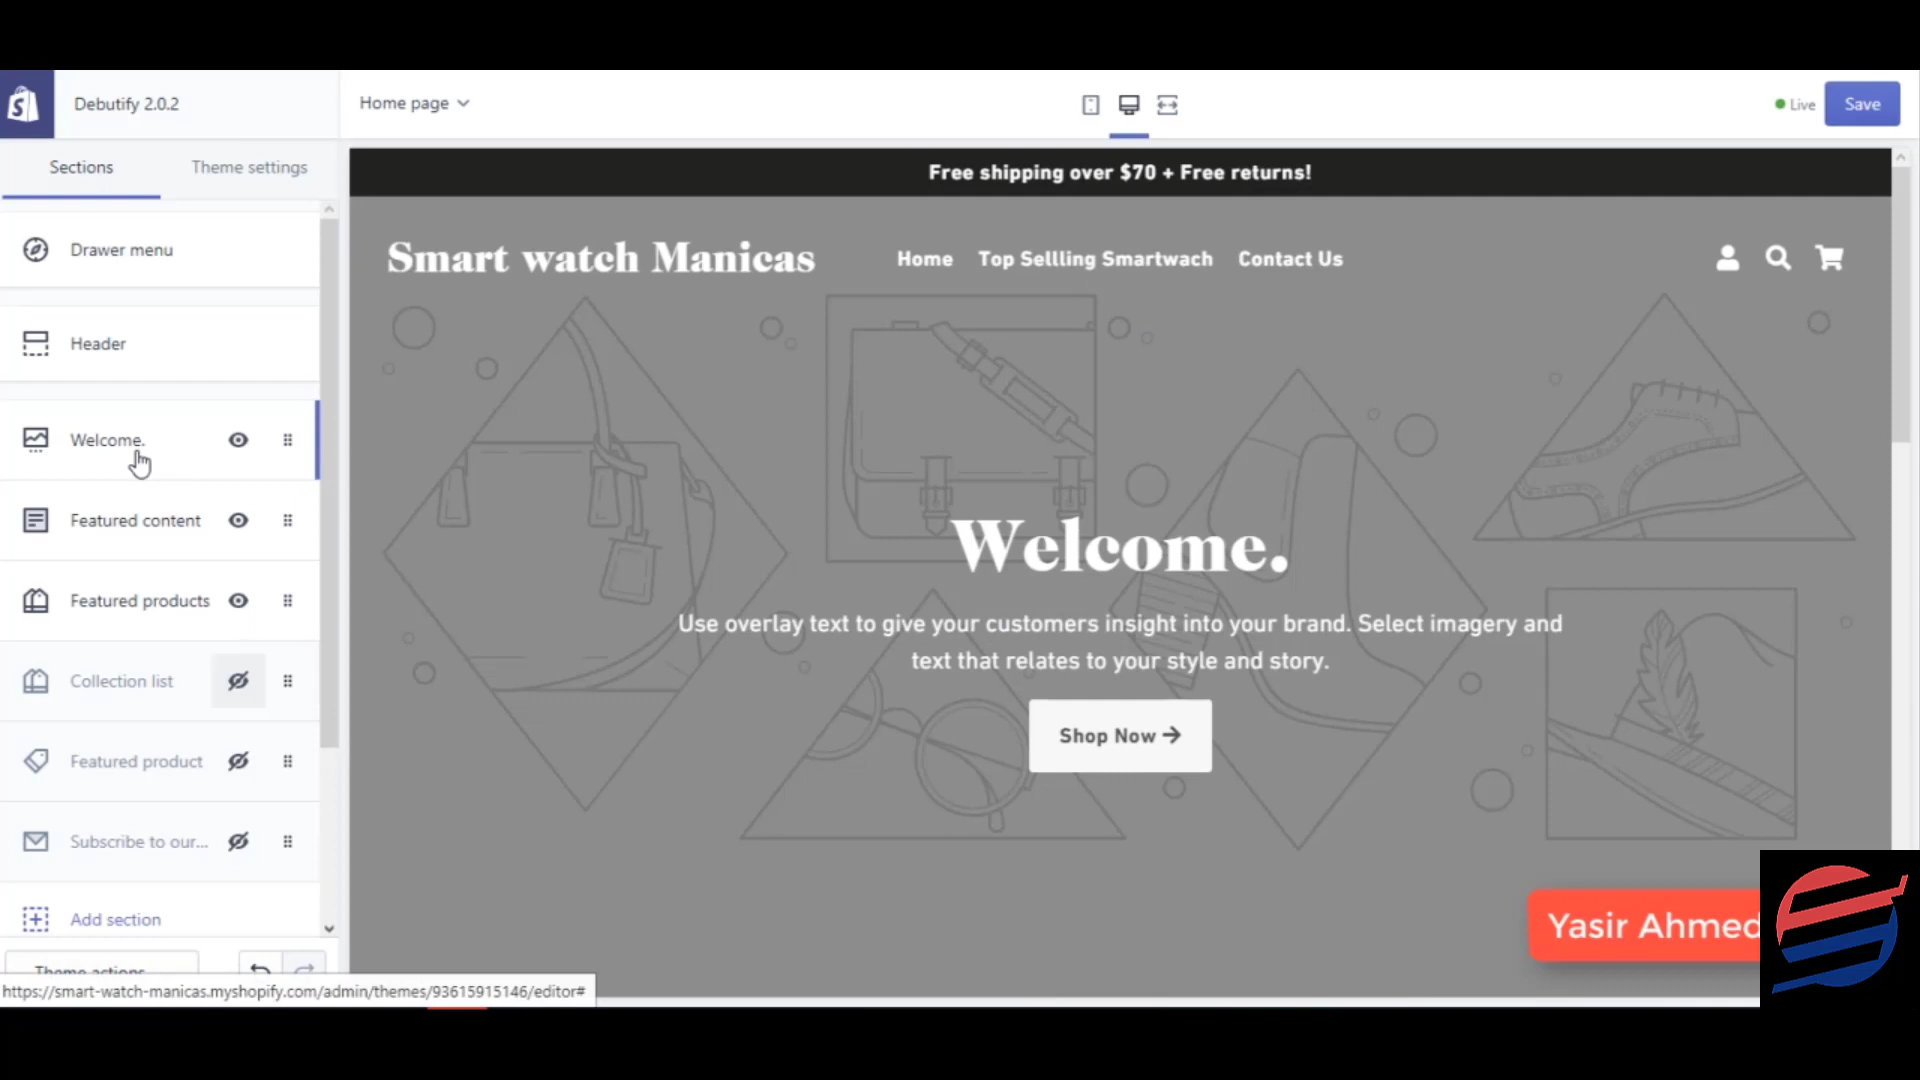 Debutify 2.0.2
Home page
Live
Save
Sections
Theme settings
Drawer menu
Header
Welcome.
Featured content
Featured products
Collection list
Featured product
Subscribe to our...
Add section
Theme actions
https://smart-watch-manicas.myshopify.com/admin/themes/93615915146/editor#
Free shipping over $70 + Free returns!
Smart watch Manicas
Home
Top Sellling Smartwach
Contact Us
Welcome.
Use overlay text to give your customers insight into your brand. Select imagery and
text that relates to your style and story.
Shop Now →
Yasir Ahmed